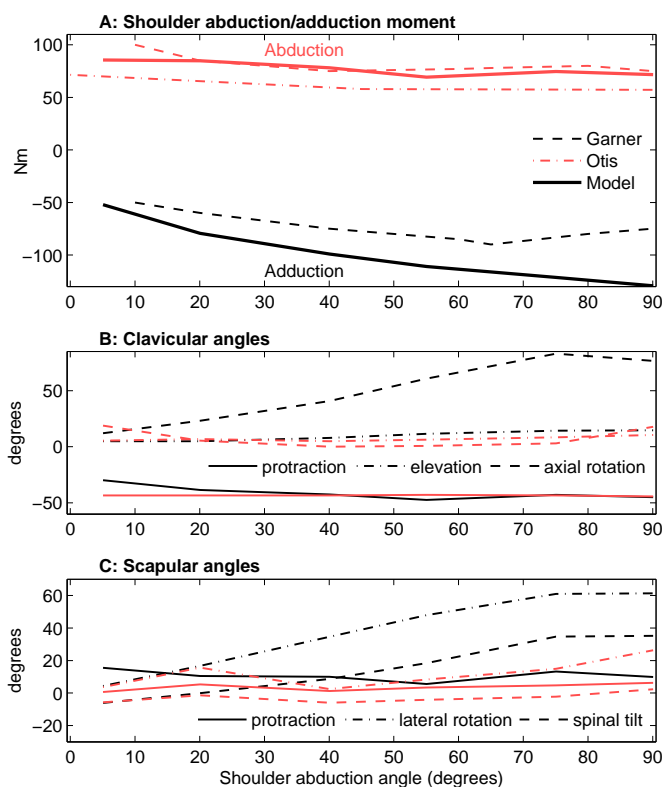 A: Shoulder abduction/adduction moment
100
50
0
−50
−100
Nm
Abduction
Garner
Otis
Model
Adduction
0 10 20 30 40 50 60 70 80 90
B: Clavicular angles
50
0
−50
degrees
protraction elevation axial rotation
0 10 20 30 40 50 60 70 80 90
C: Scapular angles
60
40
20
0
−20
degrees
protraction lateral rotation spinal tilt
0 10 20 30 40 50 60 70 80 90
Shoulder abduction angle (degrees)